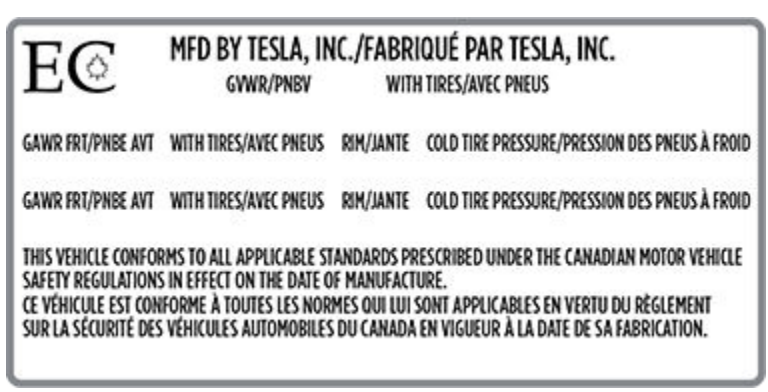 EC
MFD BY TESLA, INC./FABRIQUÉ PAR TESLA, INC.
GVWR/PNBV WITH TIRES/AVEC PNEUS
GAWR FRT/PNBE AVT WITH TIRES/AVEC PNEUS RIM/JANTE COLD TIRE PRESSURE/PRESSION DES PNEUS À FROID
GAWR FRT/PNBE AVT WITH TIRES/AVEC PNEUS RIM/JANTE COLD TIRE PRESSURE/PRESSION DES PNEUS À FROID
THIS VEHICLE CONFORMS TO ALL APPLICABLE STANDARDS PRESCRIBED UNDER THE CANADIAN MOTOR VEHICLE
SAFETY REGULATIONS IN EFFECT ON THE DATE OF MANUFACTURE.
CE VÉHICULE EST CONFORME À TOUTES LES NORMES QUI LUI SONT APPLICABLES EN VERTU DU RÈGLEMENT
SUR LA SÉCURITÉ DES VÉHICULES AUTOMOBILES DU CANADA EN VIGUEUR À LA DATE DE SA FABRICATION.